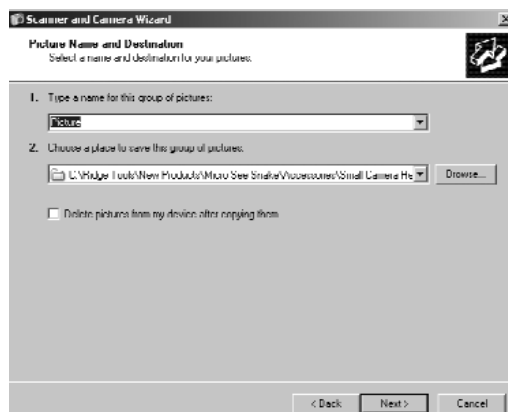 Scanner and Camera Wizard
Picture Name and Destination
Select a name and destination for your pictures.
1. Type a name for this group of pictures:
Picture
2. Choose a place to save this group of pictures:
C:\Ridge Tools\New Products\Micro See Snake\Accessories\Small Camera He
Browse...
Delete pictures from my device after copying them
< Back Next > Cancel